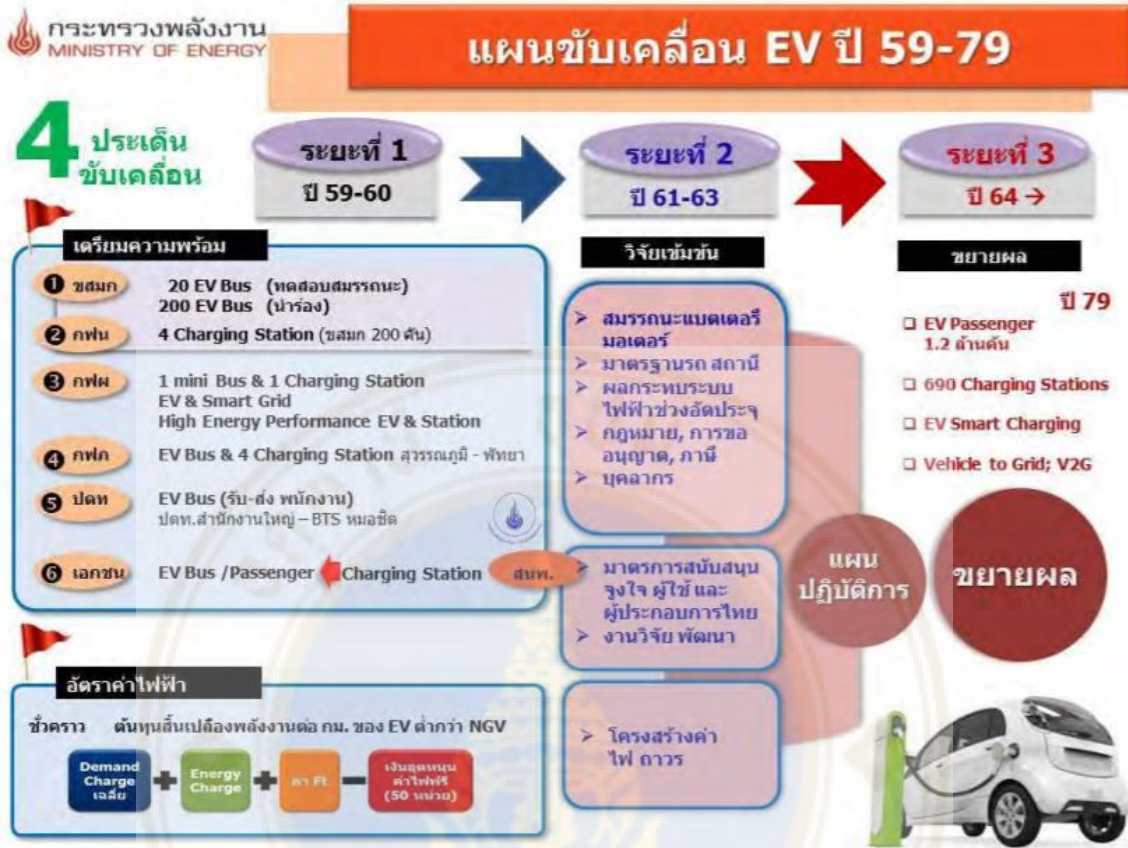 กระทรวงพลังงาน
MINISTRY OF ENERGY
แผนขับเคลื่อน EV ปี 59-79
4 ประเด็น
ขับเคลื่อน
ระยะที่ 1
ปี 59-60
ระยะที่ 2
ปี 61-63
ระยะที่ 3
ปี 64 →
เตรียมความพร้อม
❶ ขสมก 20 EV Bus (ทดสอบสมรรถนะ)
200 EV Bus (นำร่อง)
❷ กฟน 4 Charging Station (ขสมก 200 คัน)
❸ กฟผ 1 mini Bus & 1 Charging Station
EV & Smart Grid
High Energy Performance EV & Station
❹ กฟภ EV Bus & 4 Charging Station สุวรรณภูมิ - พัทยา
❺ ปตท EV Bus (รับ-ส่ง พนักงาน)
ปตท.สำนักงานใหญ่ – BTS หมอชิต
❻ เอกชน EV Bus /Passenger Charging Station สนพ.
วิจัยเข้มข้น
➢ สมรรถนะแบตเตอรี่
มอเตอร์
➢ มาตรฐานรถ สถานี
➢ ผลกระทบระบบ
ไฟฟ้าช่วงอัดประจุ
➢ กฎหมาย, การขอ
อนุญาต, ภาษี
➢ บุคลากร
➢ มาตรการสนับสนุน
จูงใจ ผู้ใช้ และ
ผู้ประกอบการไทย
➢ งานวิจัย พัฒนา
➢ โครงสร้างค่า
ไฟ ถาวร
แผน
ปฏิบัติการ
ขยายผล
ปี 79
❑ EV Passenger
1.2 ล้านคัน
❑ 690 Charging Stations
❑ EV Smart Charging
❑ Vehicle to Grid; V2G
ขยายผล
อัตราค่าไฟฟ้า
ชั่วคราว ต้นทุนสิ้นเปลืองพลังงานต่อ กม. ของ EV ต่ำกว่า NGV
Demand
Charge
เฉลี่ย
+
Energy
Charge
+
ค่า Ft
−
เงินอุดหนุน
ค่าไฟฟรี
(50 หน่วย)